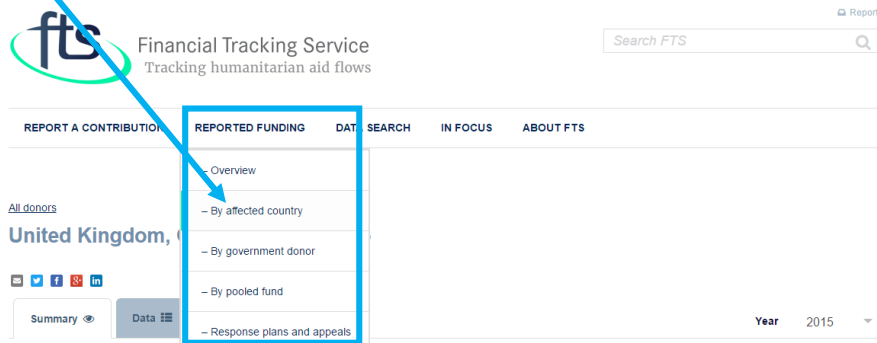 Report
fts
Financial Tracking Service
Tracking humanitarian aid flows
Search FTS
REPORT A CONTRIBUTION REPORTED FUNDING DATA SEARCH IN FOCUS ABOUT FTS
– Overview
All donors
– By affected country
United Kingdom,
– By government donor
– By pooled fund
Summary Data Year 2015
– Response plans and appeals